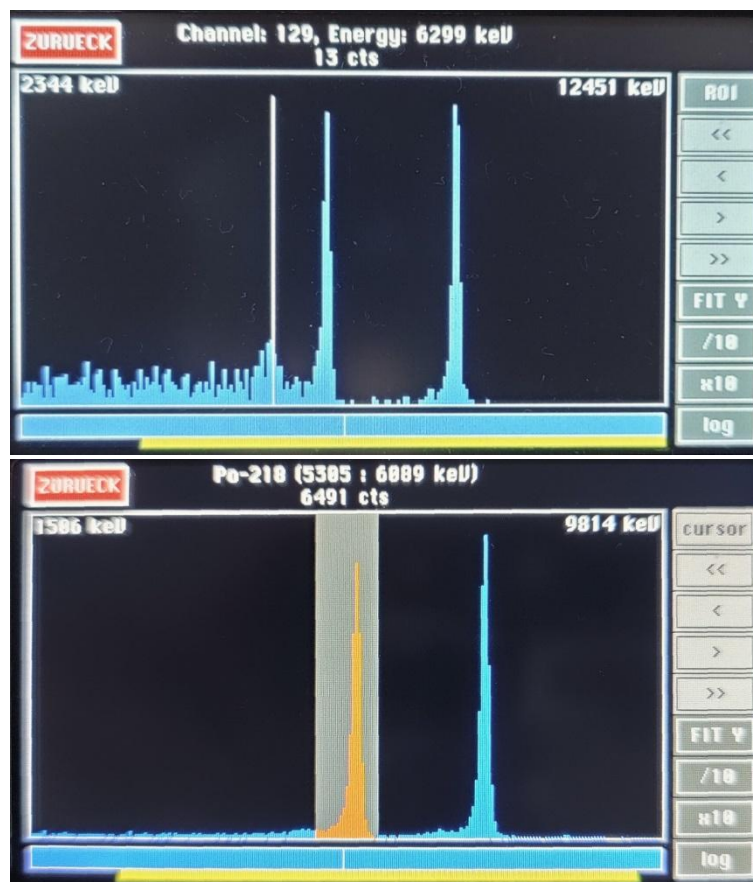 ZURUECK
Channel: 129, Energy: 6299 keV
13 cts
2344 keV
12451 keV
ROI
<<
<
>
>>
FIT Y
/10
x10
log
ZURUECK
Po-218 (5305 : 6089 keV)
6491 cts
1506 keV
9814 keV
cursor
<<
<
>
>>
FIT Y
/10
x10
log